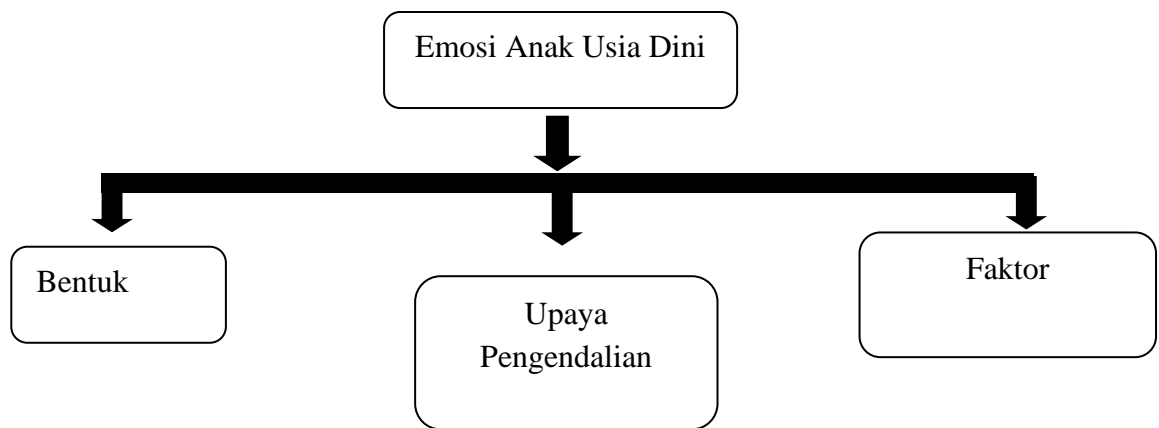 Emosi Anak Usia Dini
Bentuk
Upaya
Pengendalian
Faktor